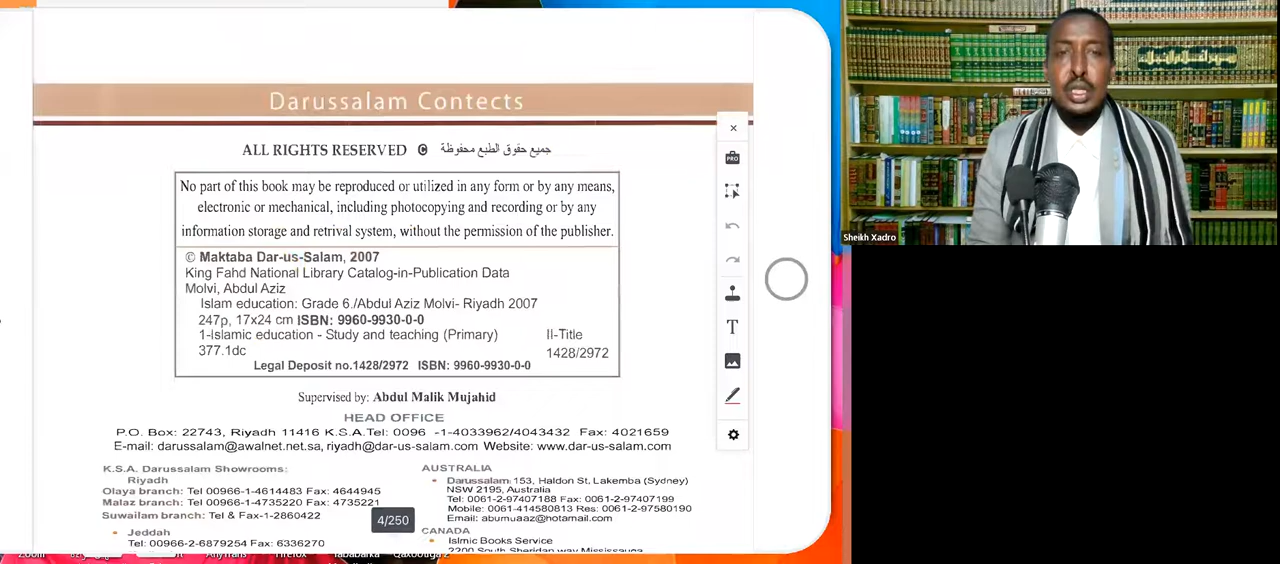 Darussalam Contects
ALL RIGHTS RESERVED © جميع حقوق الطبع محفوظة
No part of this book may be reproduced or utilized in any form or by any means,
electronic or mechanical, including photocopying and recording or by any
information storage and retrival system, without the permission of the publisher.
© Maktaba Dar-us-Salam, 2007
King Fahd National Library Catalog-in-Publication Data
Molvi, Abdul Aziz
Islam education: Grade 6./Abdul Aziz Molvi- Riyadh 2007
247p, 17x24 cm ISBN: 9960-9930-0-0
1-Islamic education - Study and teaching (Primary) II-Title
377.1dc 1428/2972
Legal Deposit no.1428/2972 ISBN: 9960-9930-0-0
Supervised by: Abdul Malik Mujahid
HEAD OFFICE
P.O. Box: 22743, Riyadh 11416 K.S.A.Tel: 0096 -1-4033962/4043432 Fax: 4021659
E-mail: darussalam@awalnet.net.sa, riyadh@dar-us-salam.com Website: www.dar-us-salam.com
K.S.A. Darussalam Showrooms:
Riyadh
Olaya branch: Tel 00966-1-4614483 Fax: 4644945
Malaz branch: Tel 00966-1-4735220 Fax: 4735221
Suwailam branch: Tel & Fax-1-2860422
• Jeddah
Tel: 00966-2-6879254 Fax: 6336270
AUSTRALIA
• Darussalam: 153, Haldon St, Lakemba (Sydney)
NSW 2195, Australia
Tel: 0061-2-97407188 Fax: 0061-2-97407199
Mobile: 0061-414580813 Res: 0061-2-97580190
Email: abumuaaz@hotamail.com
CANADA
• Islmic Books Service
2200 South Sheridan way Mississauga
4/250
PRO
T
Sheikh Xadro
Zoom
Firefox